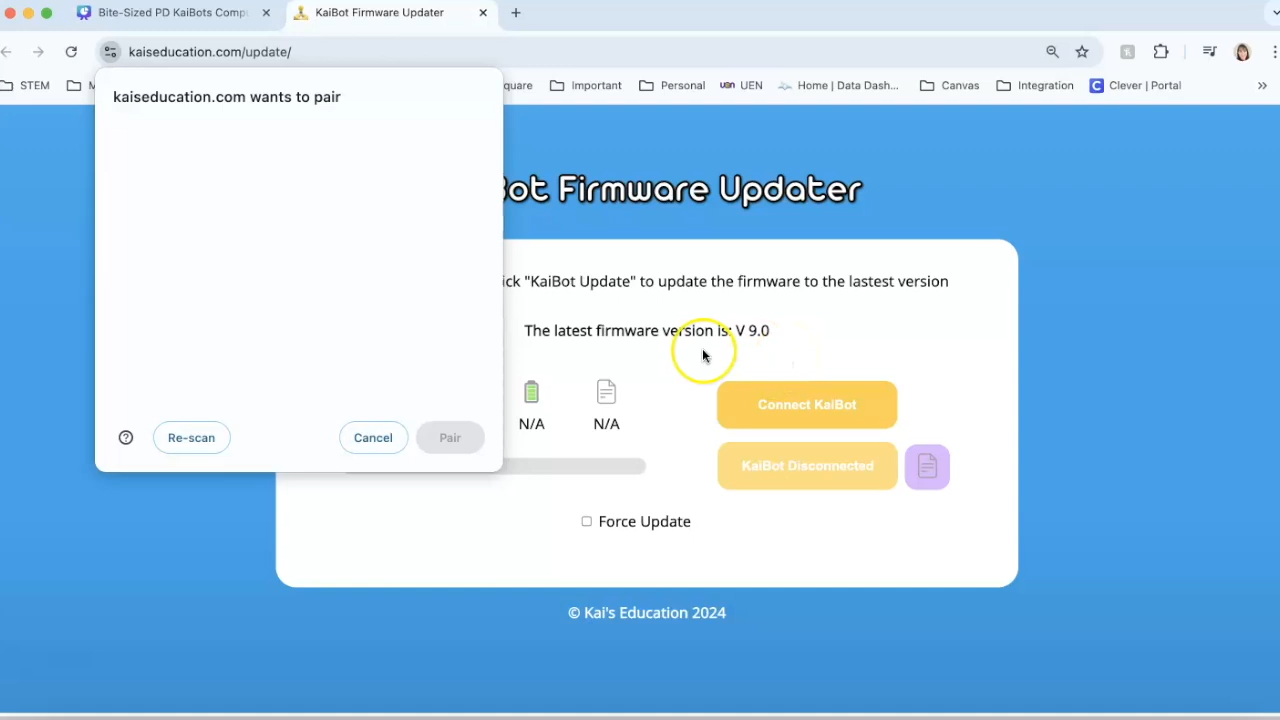 Bite-Sized PD KaiBots Comp
KaiBot Firmware Updater
kaiseducation.com/update/
STEM
M
quare
Important
Personal
uen UEN
Home | Data Dash...
Canvas
Integration
C Clever | Portal
kaiseducation.com wants to pair
Re-scan
Cancel
Pair
Bot Firmware Updater
ick "KaiBot Update" to update the firmware to the lastest version
The latest firmware version is: V 9.0
N/A
N/A
Connect KaiBot
KaiBot Disconnected
Force Update
© Kai's Education 2024